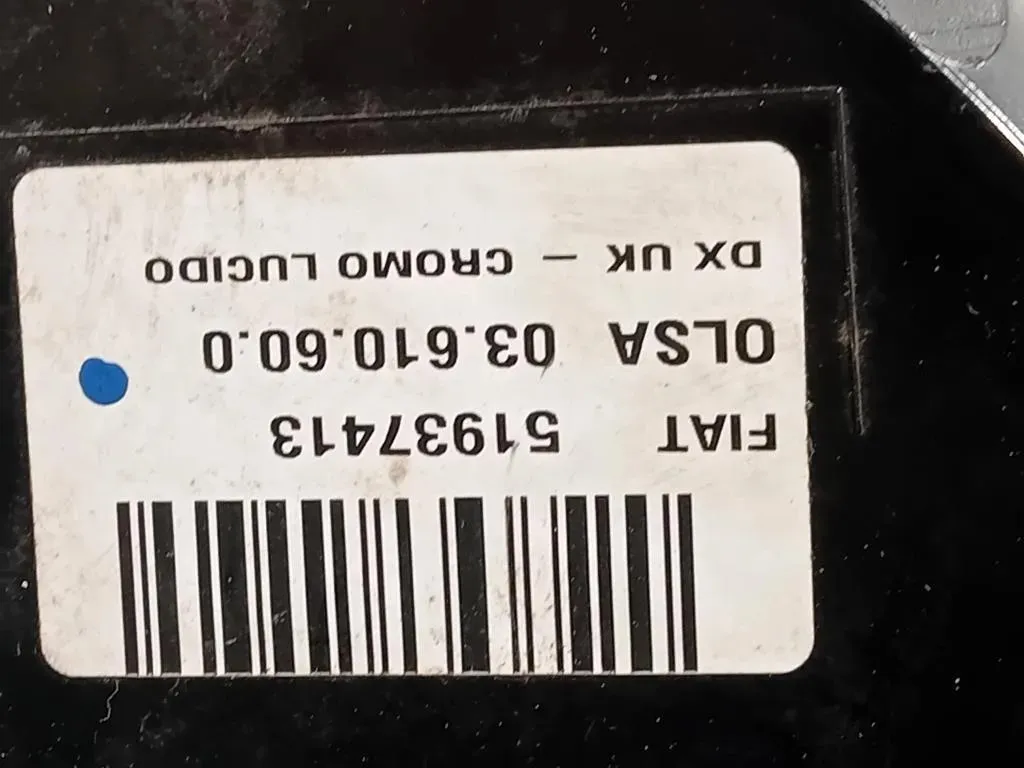 FIAT 51937413
OLSA 03.610.60.0
DX UK - CROMO LUCIDO